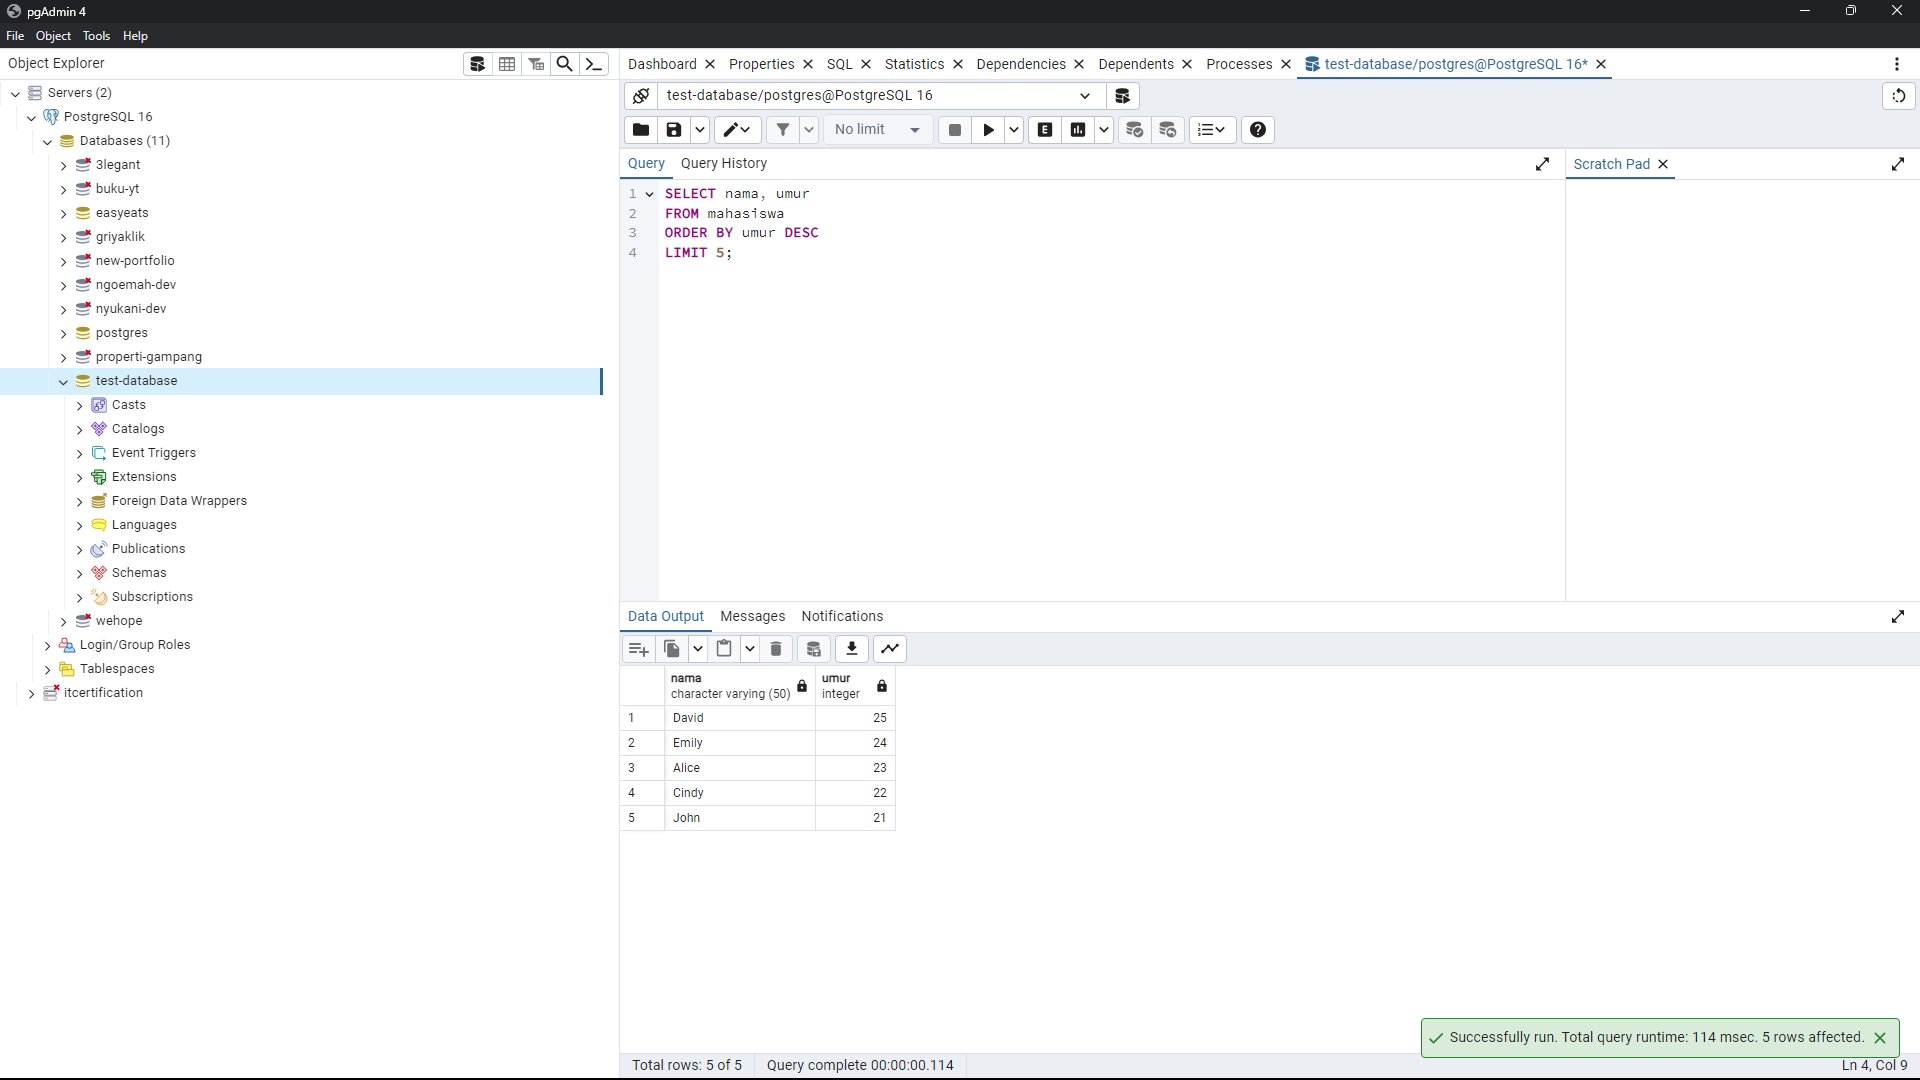 pgAdmin 4
File Object Tools Help
Object Explorer
Servers (2)
PostgreSQL 16
Databases (11)
3legant
buku-yt
easyeats
griyaklik
new-portfolio
ngoemah-dev
nyukani-dev
postgres
properti-gampang
test-database
Casts
Catalogs
Event Triggers
Extensions
Foreign Data Wrappers
Languages
Publications
Schemas
Subscriptions
wehope
Login/Group Roles
Tablespaces
itcertification
Dashboard Properties SQL Statistics Dependencies Dependents Processes test-database/postgres@PostgreSQL 16*
test-database/postgres@PostgreSQL 16
No limit E
Query Query History
1 SELECT nama, umur
2 FROM mahasiswa
3 ORDER BY umur DESC
4 LIMIT 5;
Scratch Pad
Data Output Messages Notifications
nama umur
character varying (50) integer
1 David 25
2 Emily 24
3 Alice 23
4 Cindy 22
5 John 21
Successfully run. Total query runtime: 114 msec. 5 rows affected.
Total rows: 5 of 5 Query complete 00:00:00.114 Ln 4, Col 9